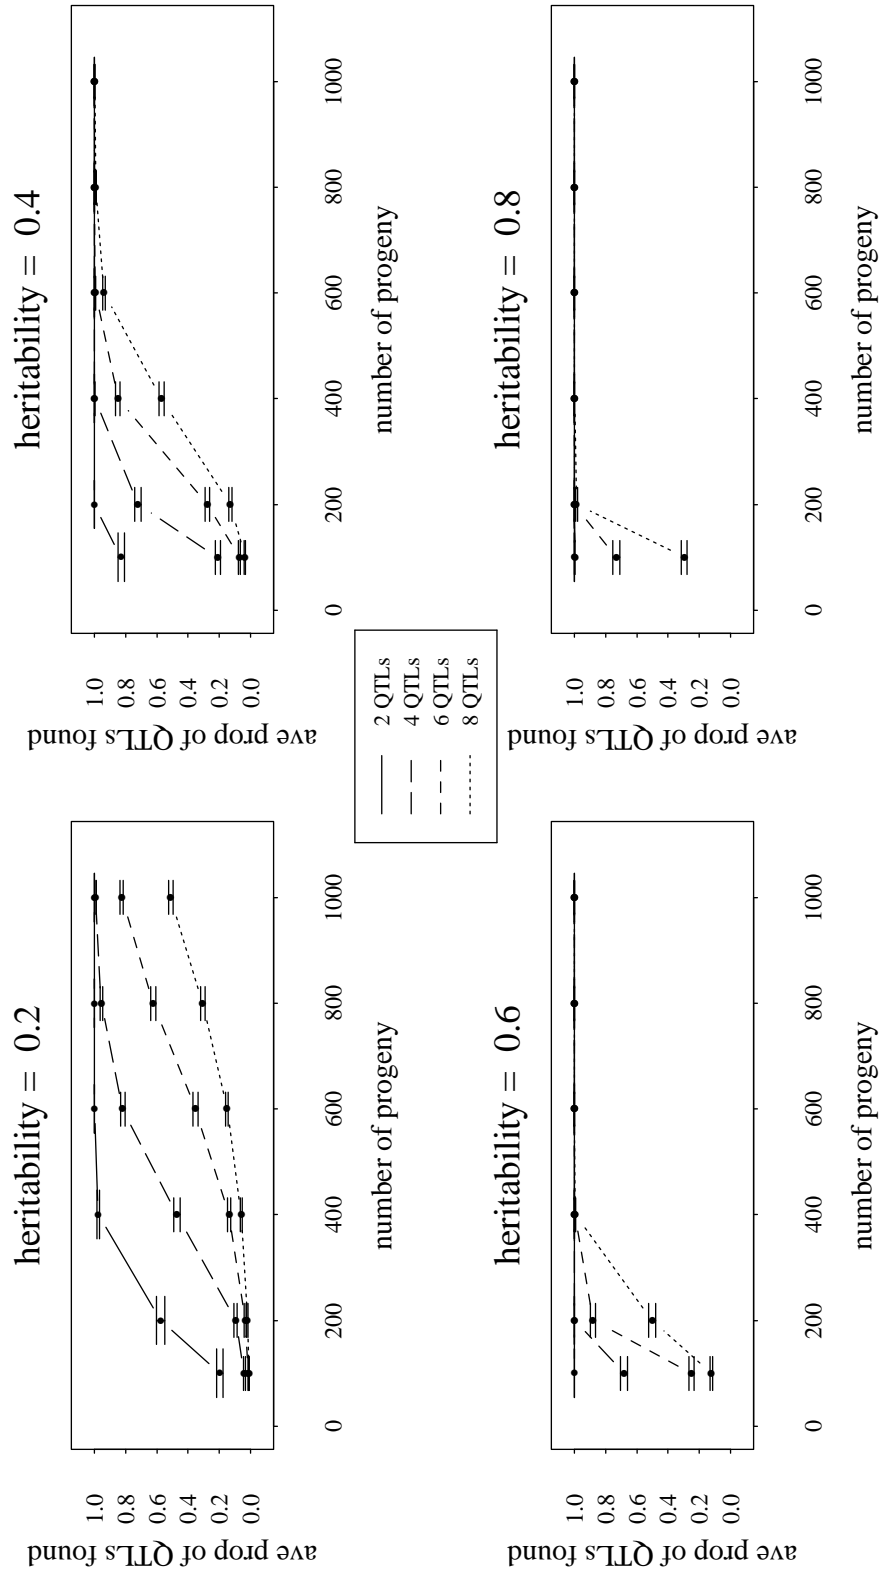 heritability = 0.2
ave prop of QTLs found
1.0
0.8
0.6
0.4
0.2
0.0
0 200 400 600 800 1000
number of progeny
heritability = 0.4
ave prop of QTLs found
1.0
0.8
0.6
0.4
0.2
0.0
0 200 400 600 800 1000
number of progeny
2 QTLs
4 QTLs
6 QTLs
8 QTLs
heritability = 0.6
ave prop of QTLs found
1.0
0.8
0.6
0.4
0.2
0.0
0 200 400 600 800 1000
number of progeny
heritability = 0.8
ave prop of QTLs found
1.0
0.8
0.6
0.4
0.2
0.0
0 200 400 600 800 1000
number of progeny